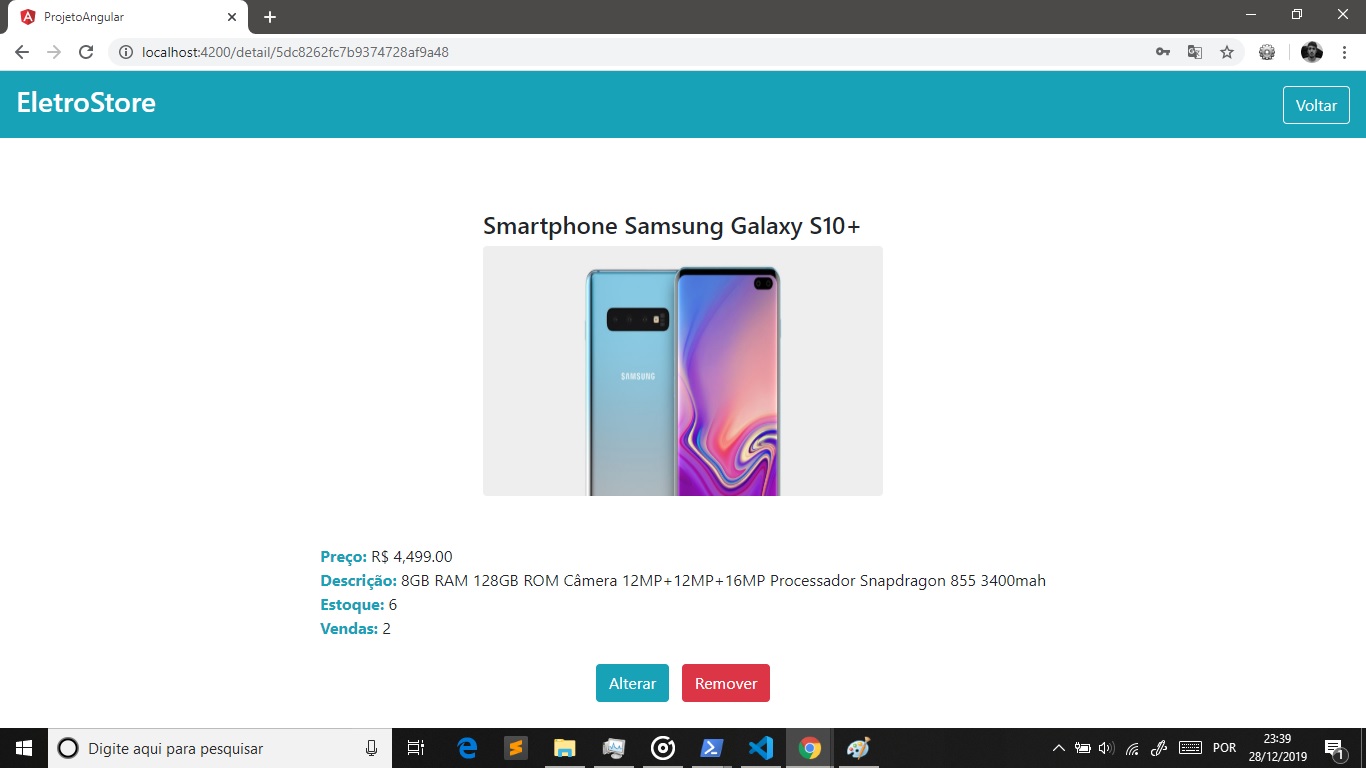 ProjetoAngular
localhost:4200/detail/5dc8262fc7b9374728af9a48
EletroStore
Voltar
Smartphone Samsung Galaxy S10+
SAMSUNG
Preço: R$ 4,499.00
Descrição: 8GB RAM 128GB ROM Câmera 12MP+12MP+16MP Processador Snapdragon 855 3400mah
Estoque: 6
Vendas: 2
Alterar Remover
Digite aqui para pesquisar
POR
23:39
28/12/2019
1